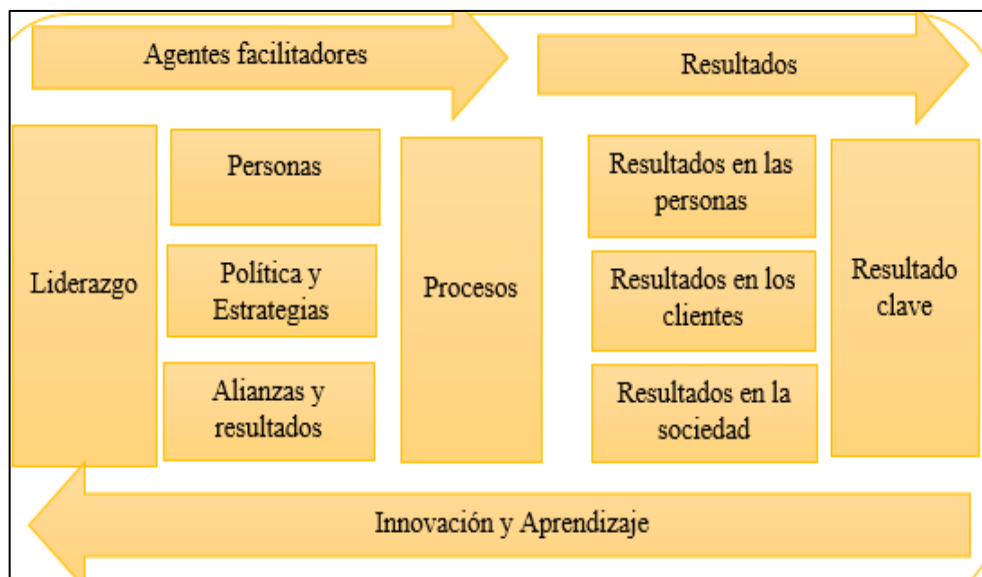 Agentes facilitadores
Resultados
Liderazgo
Personas
Política y
Estrategias
Alianzas y
resultados
Procesos
Resultados en las
personas
Resultados en los
clientes
Resultados en la
sociedad
Resultado
clave
Innovación y Aprendizaje